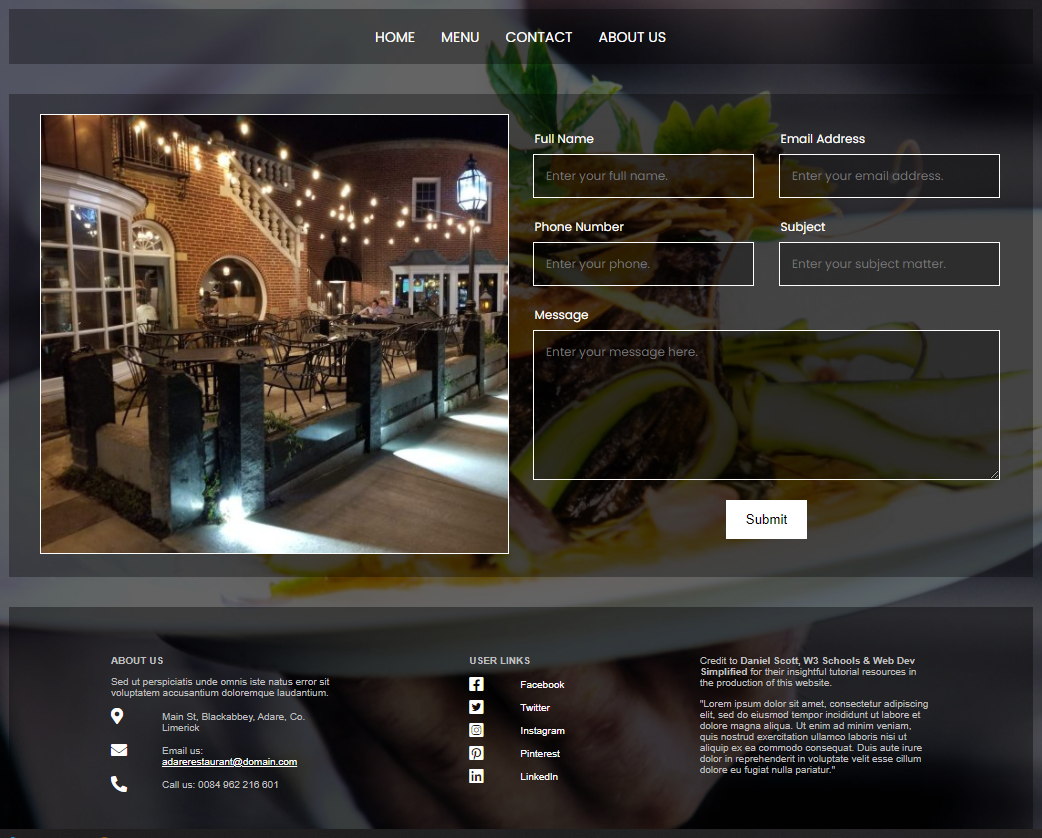 HOME MENU CONTACT ABOUT US
Full Name
Email Address
Enter your full name.
Enter your email address.
Phone Number
Subject
Enter your phone.
Enter your subject matter.
Message
Enter your message here.
Submit
ABOUT US
Sed ut perspiciatis unde omnis iste natus error sit
voluptatem accusantium doloremque laudantium.
Main St, Blackabbey, Adare, Co.
Limerick
Email us:
adarerestaurant@domain.com
Call us: 0084 962 216 601
USER LINKS
Facebook
Twitter
Instagram
Pinterest
LinkedIn
Credit to Daniel Scott, W3 Schools & Web Dev
Simplified for their insightful tutorial resources in
the production of this website.
"Lorem ipsum dolor sit amet, consectetur adipiscing
elit, sed do eiusmod tempor incididunt ut labore et
dolore magna aliqua. Ut enim ad minim veniam,
quis nostrud exercitation ullamco laboris nisi ut
aliquip ex ea commodo consequat. Duis aute irure
dolor in reprehenderit in voluptate velit esse cillum
dolore eu fugiat nulla pariatur."